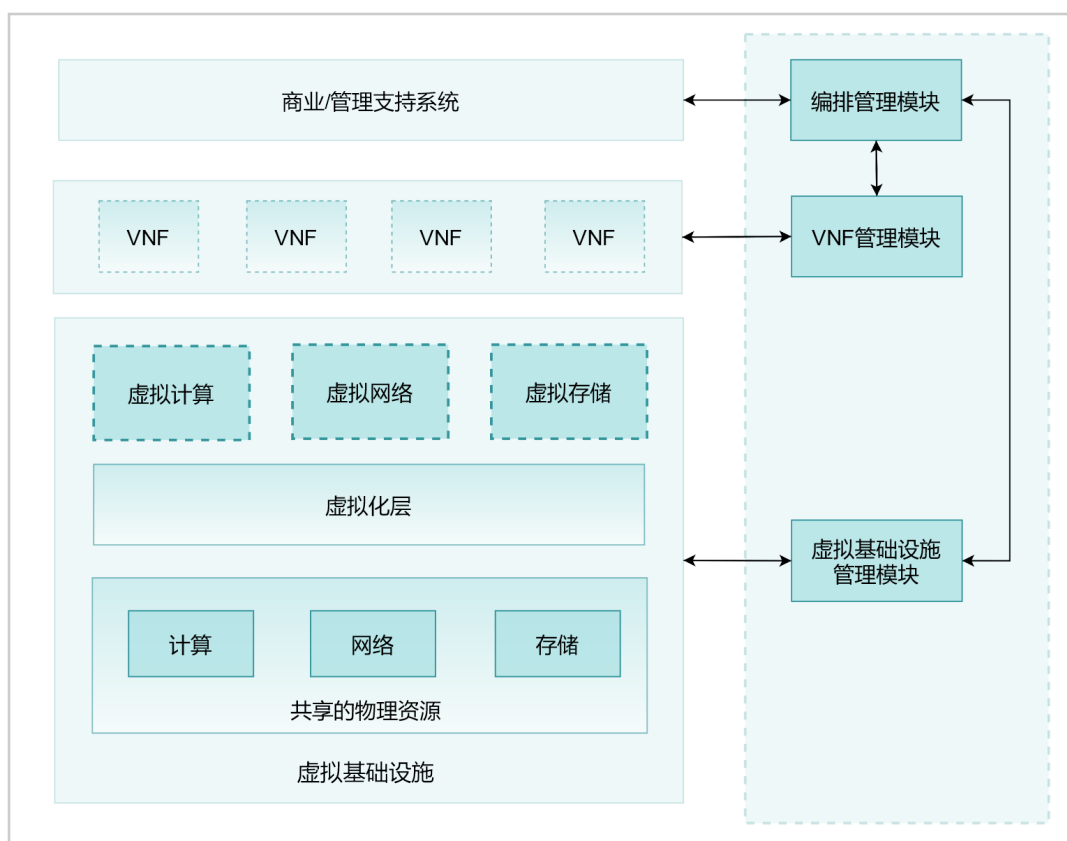 商业/管理支持系统
编排管理模块
VNF
VNF
VNF
VNF
VNF管理模块
虚拟计算
虚拟网络
虚拟存储
虚拟化层
虚拟基础设施
管理模块
计算
网络
存储
共享的物理资源
虚拟基础设施